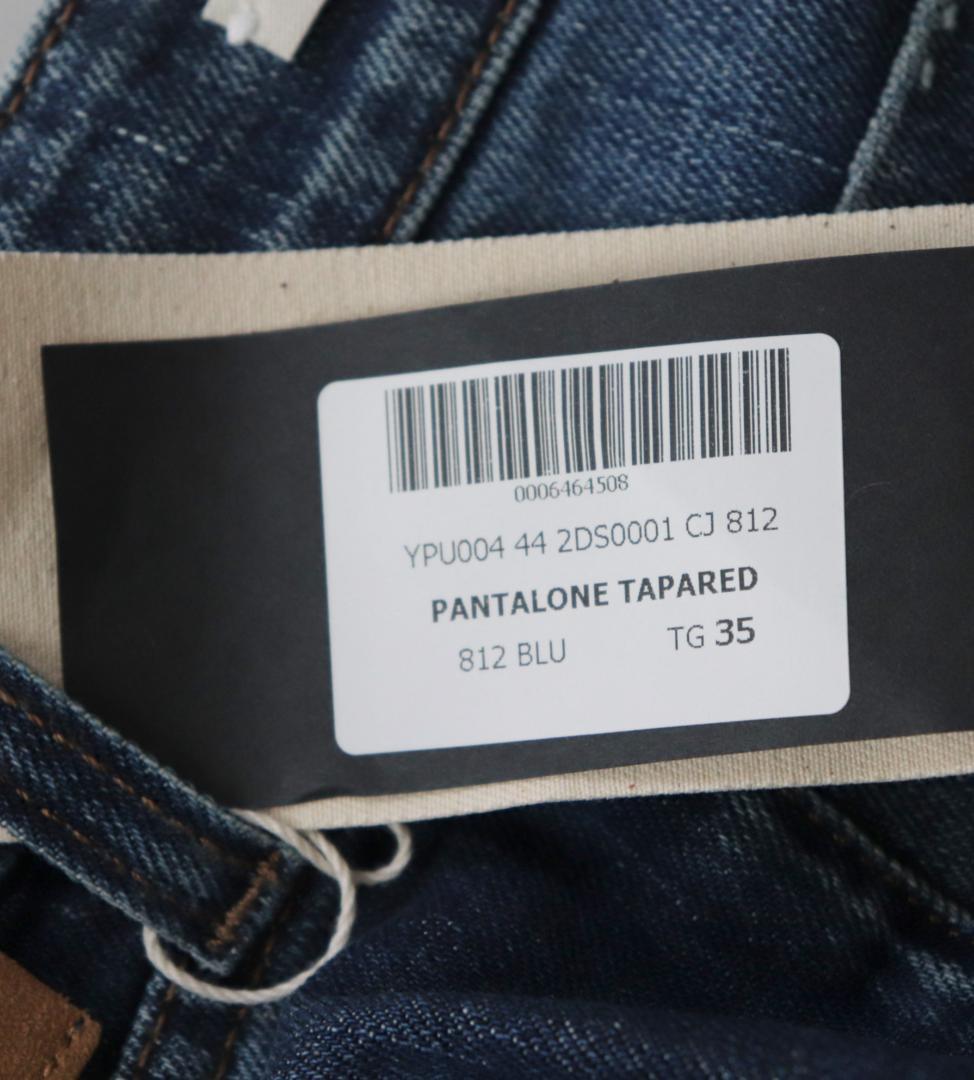 0006464508
YPU004 44 2DS0001 CJ 812
PANTALONE TAPARED
812 BLU TG 35